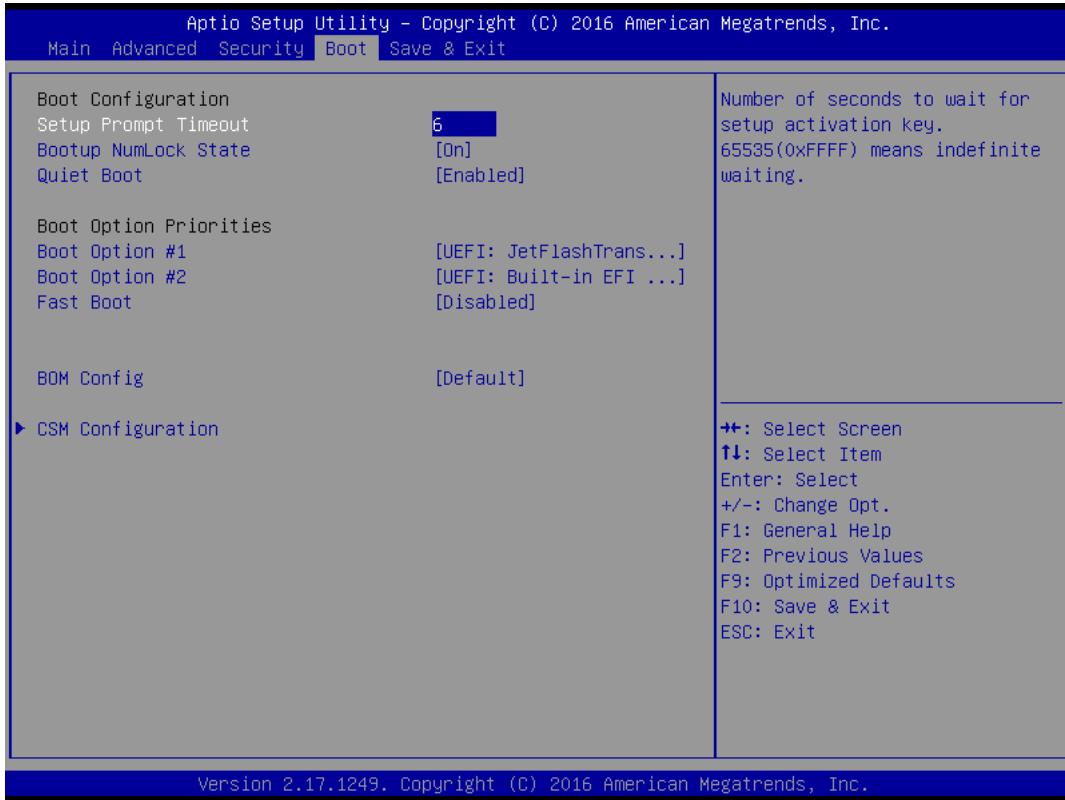 Aptio Setup Utility – Copyright (C) 2016 American Megatrends, Inc.
Main Advanced Security Boot Save & Exit
Boot Configuration
Setup Prompt Timeout 6
Bootup NumLock State [On]
Quiet Boot [Enabled]
Boot Option Priorities
Boot Option #1 [UEFI: JetFlashTrans...]
Boot Option #2 [UEFI: Built-in EFI ...]
Fast Boot [Disabled]
BOM Config [Default]
CSM Configuration
Number of seconds to wait for
setup activation key.
65535(0xFFFF) means indefinite
waiting.
→←: Select Screen
↑↓: Select Item
Enter: Select
+/-: Change Opt.
F1: General Help
F2: Previous Values
F9: Optimized Defaults
F10: Save & Exit
ESC: Exit
Version 2.17.1249. Copyright (C) 2016 American Megatrends, Inc.